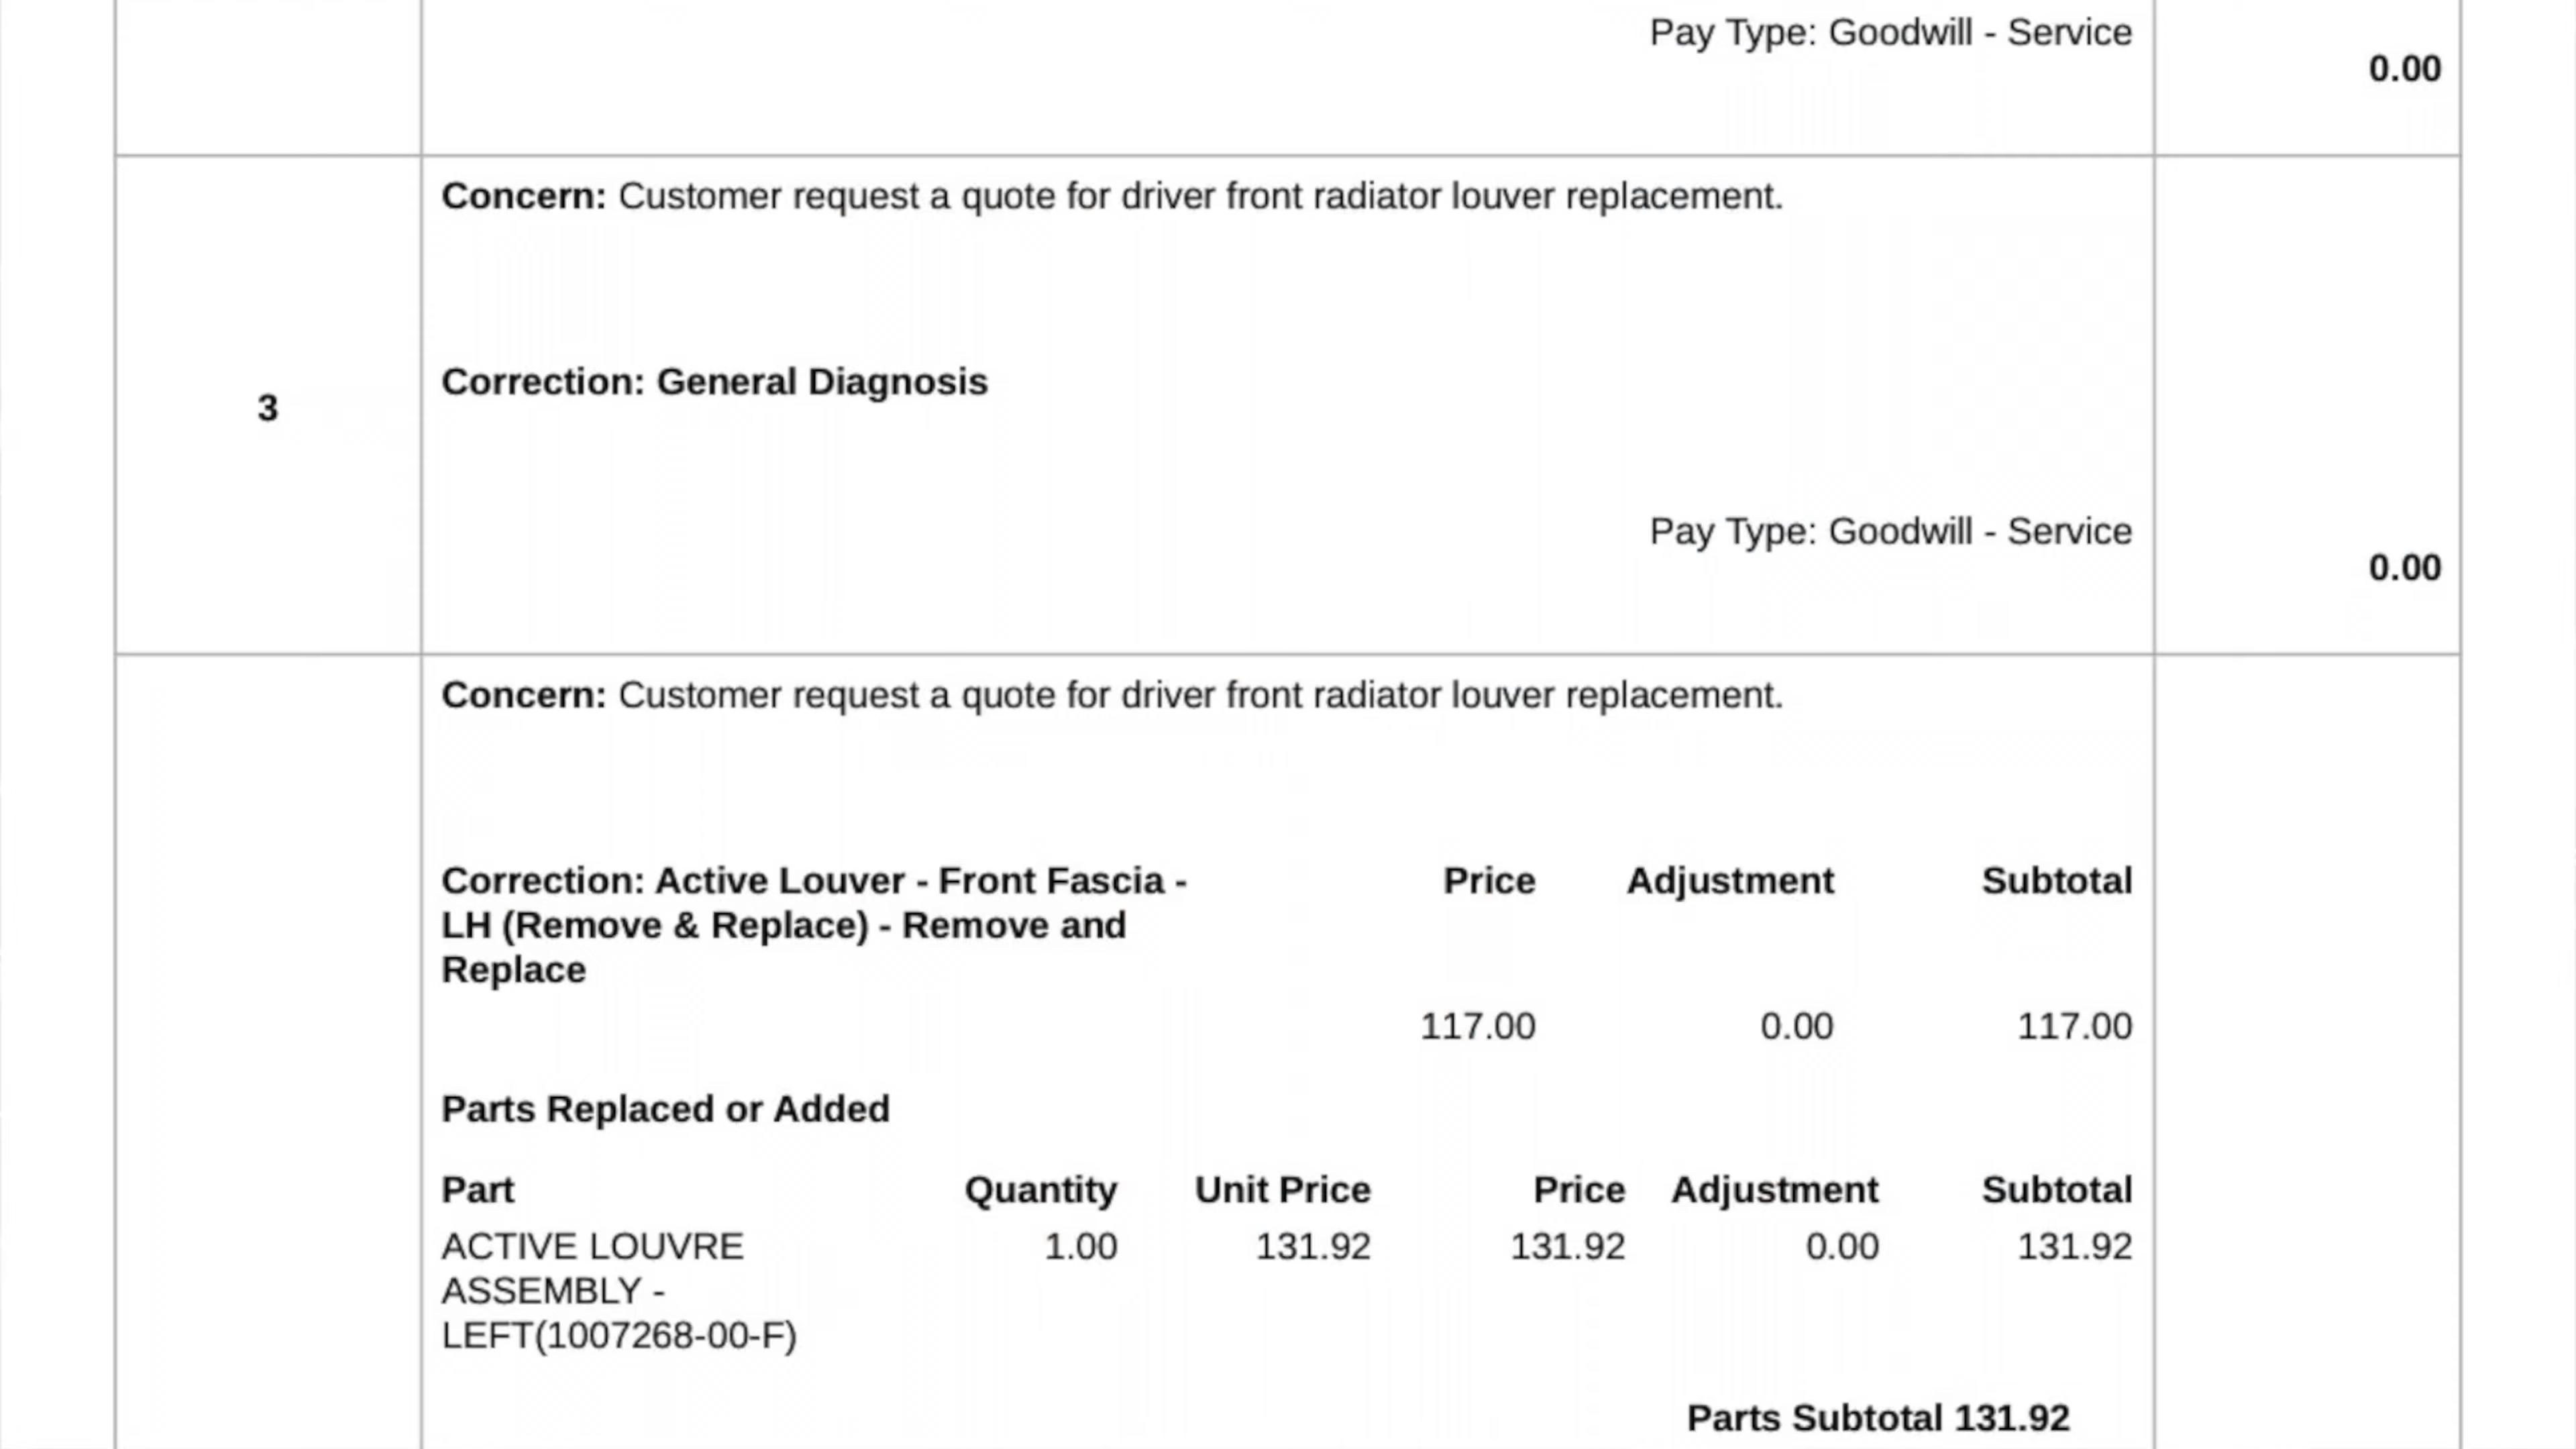 Pay Type: Goodwill - Service
0.00
Concern: Customer request a quote for driver front radiator louver replacement.
3
Correction: General Diagnosis
Pay Type: Goodwill - Service
0.00
Concern: Customer request a quote for driver front radiator louver replacement.
Correction: Active Louver - Front Fascia - Price Adjustment Subtotal
LH (Remove & Replace) - Remove and
Replace
117.00 0.00 117.00
Parts Replaced or Added
Part Quantity Unit Price Price Adjustment Subtotal
ACTIVE LOUVRE 1.00 131.92 131.92 0.00 131.92
ASSEMBLY -
LEFT(1007268-00-F)
Parts Subtotal 131.92